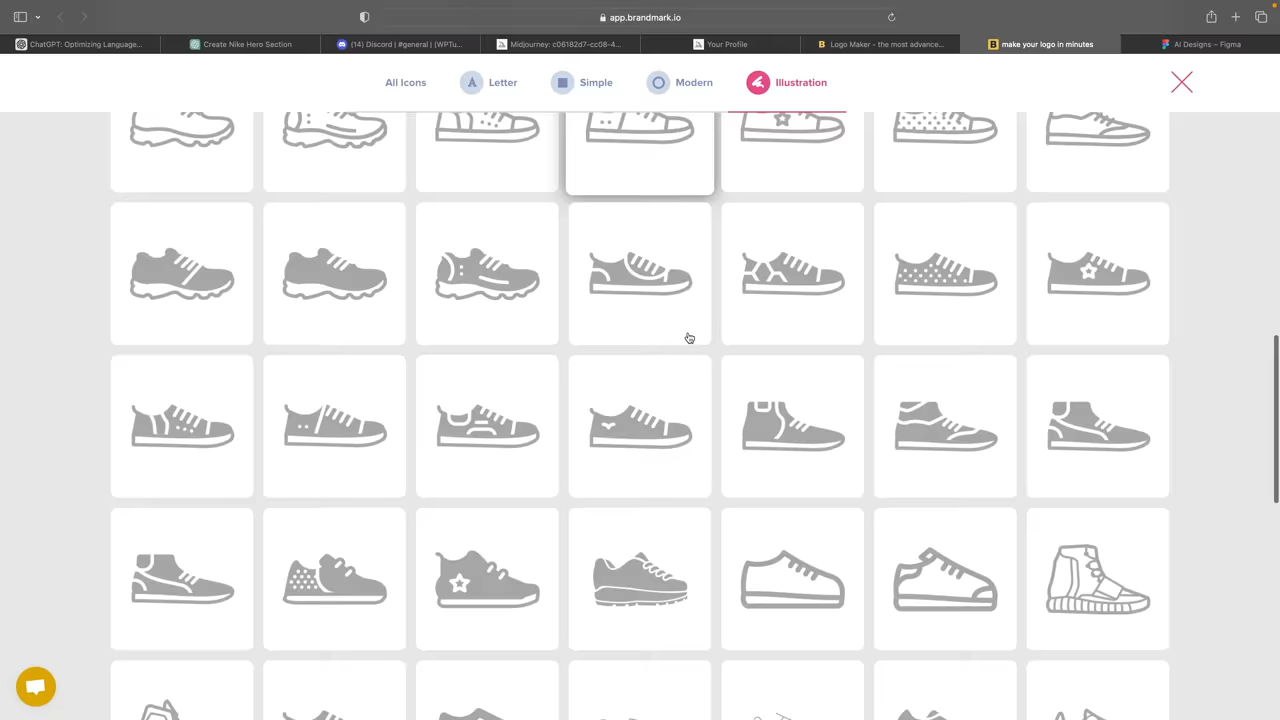 app.brandmark.io
ChatGPT: Optimizing Language...
Create Nike Hero Section
(14) Discord | #general | (WPTu...
Midjourney: c06182d7-cc08-4...
Your Profile
Logo Maker - the most advance...
make your logo in minutes
AI Designs – Figma
All Icons
A Letter
Simple
Modern
Illustration